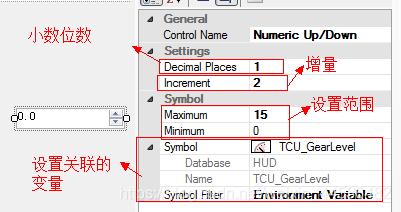 小数位数
General
Control Name Numeric Up/Down
Settings
Decimal Places 1
Increment 2
增量
Symbol
Maximum 15
Minimum 0
设置范围
0.0
设置关联的
变量
Symbol TCU_GearLevel
Database HUD
Name TCU_GearLevel
Symbol Filter Environment Variable